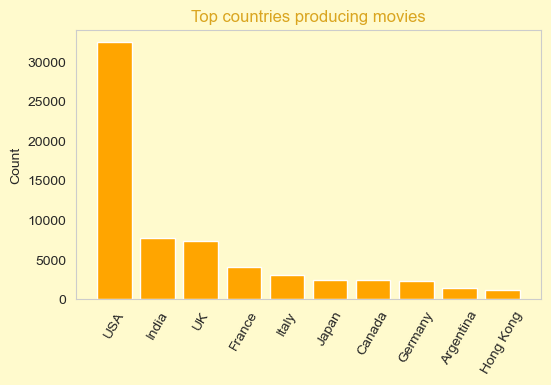 Top countries producing movies
Count
30000
25000
20000
15000
10000
5000
0
USA
India
UK
France
Italy
Japan
Canada
Germany
Argentina
Hong Kong